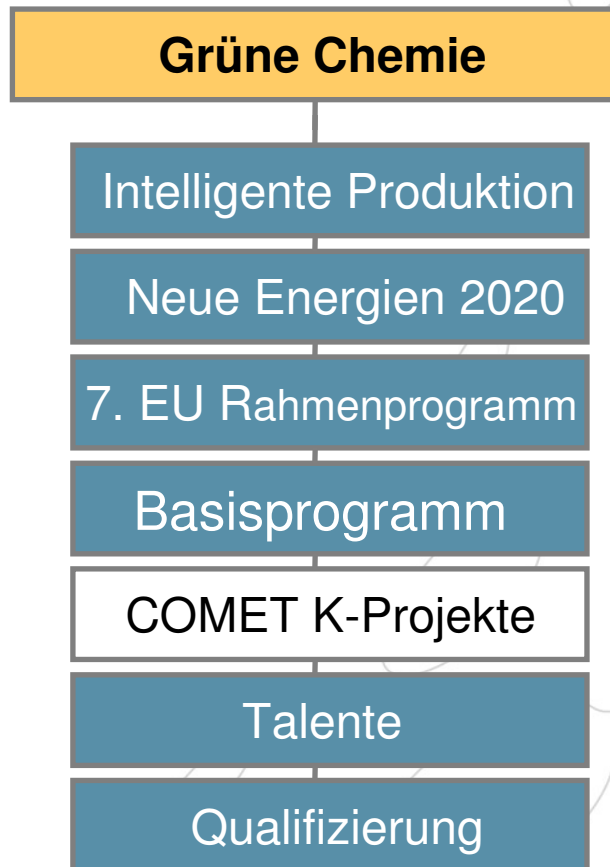 Grüne Chemie
Intelligente Produktion
Neue Energien 2020
7. EU Rahmenprogramm
Basisprogramm
COMET K-Projekte
Talente
Qualifizierung